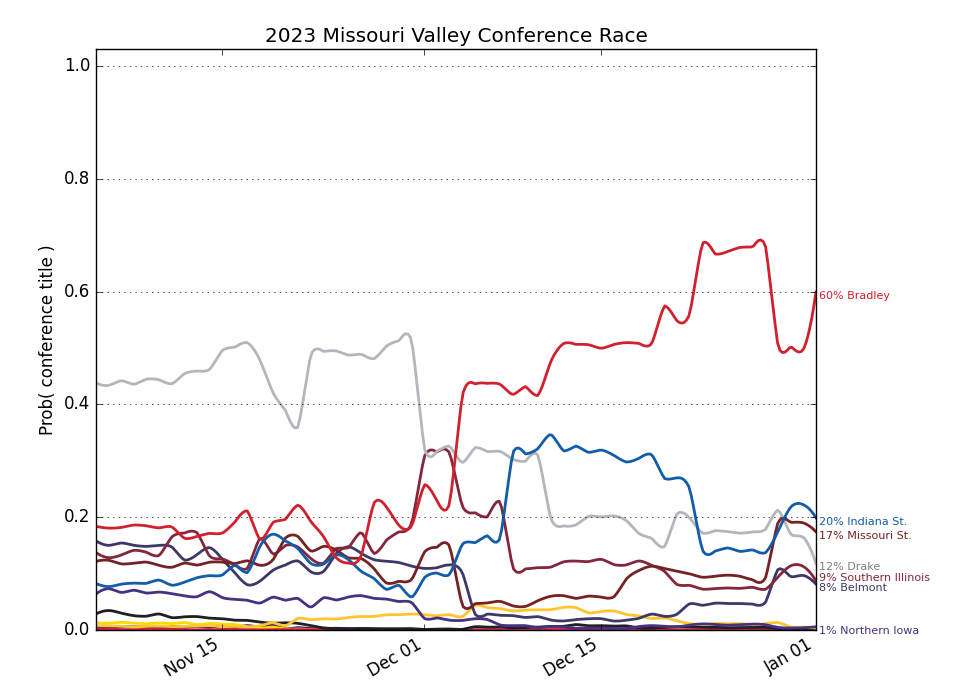 2023 Missouri Valley Conference Race
Prob( conference title )
1.0
0.8
0.6
0.4
0.2
0.0
Nov 15
Dec 01
Dec 15
Jan 01
60% Bradley
20% Indiana St.
17% Missouri St.
12% Drake
9% Southern Illinois
8% Belmont
1% Northern Iowa